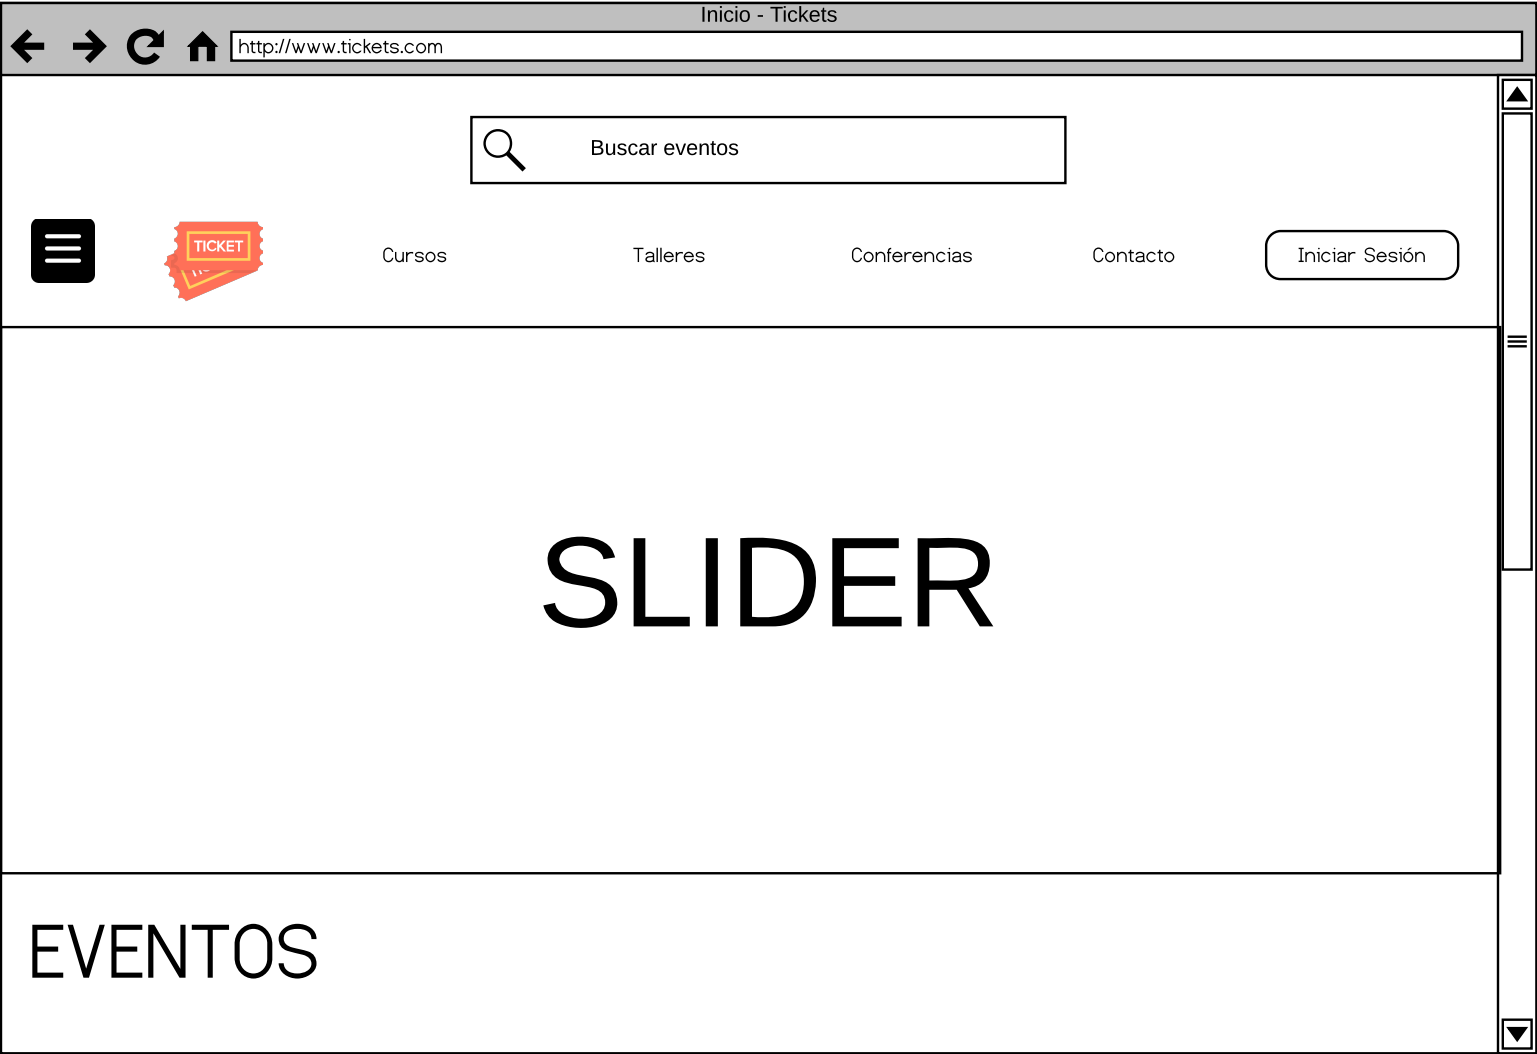 Inicio - Tickets
http://www.tickets.com
Buscar eventos
TICKET
Cursos
Talleres
Conferencias
Contacto
Iniciar Sesión
SLIDER
EVENTOS